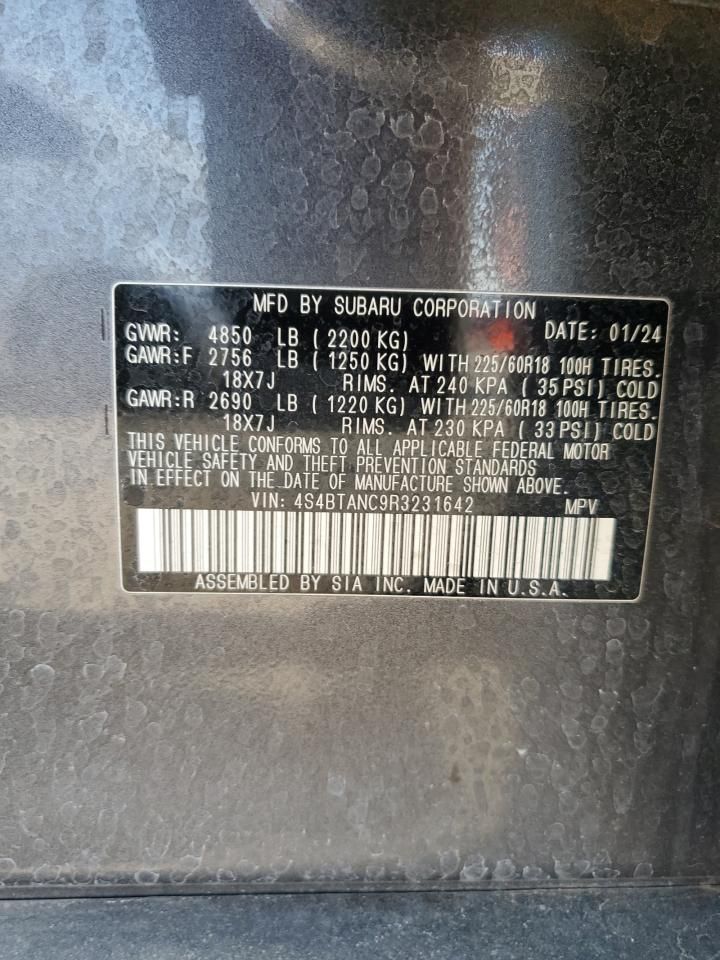 MFD BY SUBARU CORPORATION
GVWR: 4850 LB ( 2200 KG) DATE: 01/24
GAWR:F 2756 LB ( 1250 KG) WITH 225/60R18 100H TIRES.
18X7J RIMS. AT 240 KPA ( 35 PSI) COLD
GAWR:R 2690 LB ( 1220 KG) WITH 225/60R18 100H TIRES.
18X7J RIMS. AT 230 KPA ( 33 PSI) COLD
THIS VEHICLE CONFORMS TO ALL APPLICABLE FEDERAL MOTOR
VEHICLE SAFETY AND THEFT PREVENTION STANDARDS
IN EFFECT ON THE DATE OF MANUFACTURE SHOWN ABOVE.
VIN: 4S4BTANC9R3231642 MPV
ASSEMBLED BY SIA INC. MADE IN U.S.A.